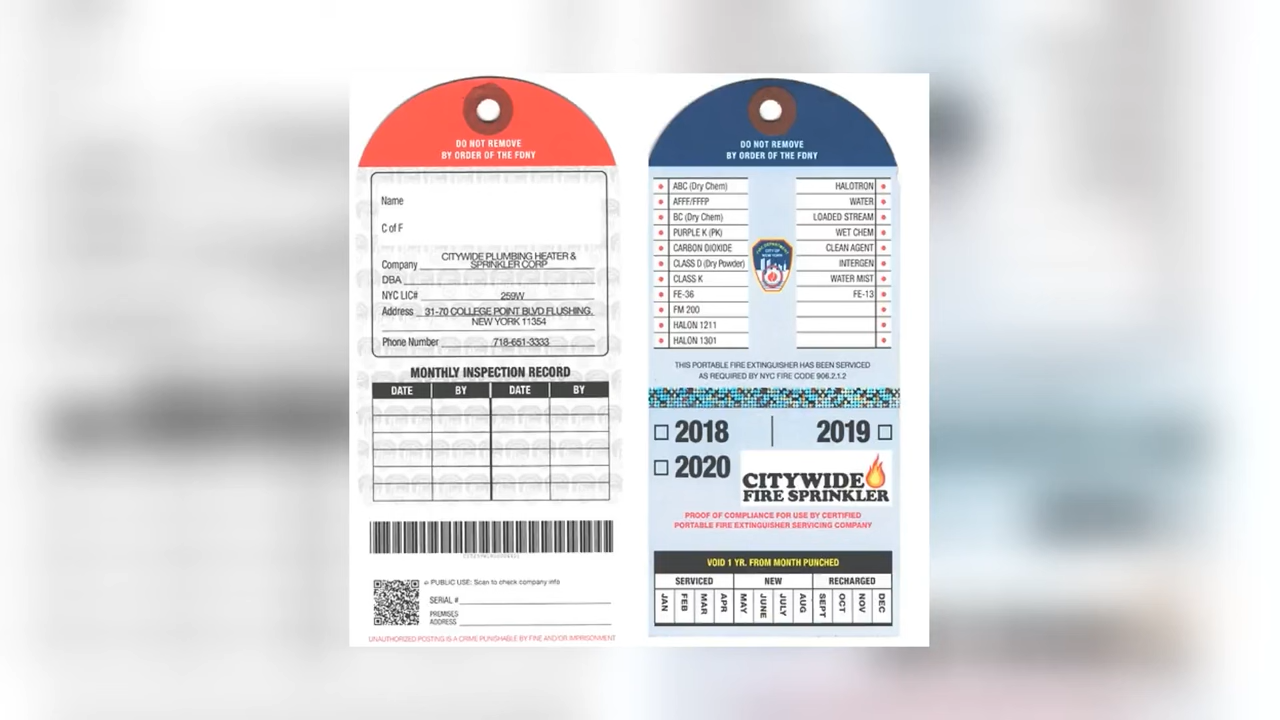 DO NOT REMOVE
BY ORDER OF THE FDNY
Name
C of F
Company CITYWIDE PLUMBING HEATER &
SPRINKLER CORP
DBA
NYC LIC# 259W
Address 31-70 COLLEGE POINT BLVD FLUSHING,
NEW YORK 11354
Phone Number 718-651-3333
MONTHLY INSPECTION RECORD
DATE BY DATE BY
PUBLIC USE: Scan to check company info
SERIAL #
PREMISES
ADDRESS
UNAUTHORIZED POSTING IS A CRIME PUNISHABLE BY FINE AND/OR IMPRISONMENT
DO NOT REMOVE
BY ORDER OF THE FDNY
ABC (Dry Chem)
AFFF/FFFP
BC (Dry Chem)
PURPLE K (PK)
CARBON DIOXIDE
CLASS D (Dry Powder)
CLASS K
FE-36
FM 200
HALON 1211
HALON 1301
HALOTRON
WATER
LOADED STREAM
WET CHEM
CLEAN AGENT
INTERGEN
WATER MIST
FE-13
THIS PORTABLE FIRE EXTINGUISHER HAS BEEN SERVICED
AS REQUIRED BY NYC FIRE CODE 906.2.1.2
2018 2019
2020
CITYWIDE
FIRE SPRINKLER
PROOF OF COMPLIANCE FOR USE BY CERTIFIED
PORTABLE FIRE EXTINGUISHER SERVICING COMPANY
VOID 1 YR. FROM MONTH PUNCHED
SERVICED NEW RECHARGED
JAN FEB MAR APR MAY JUNE JULY AUG SEPT OCT NOV DEC